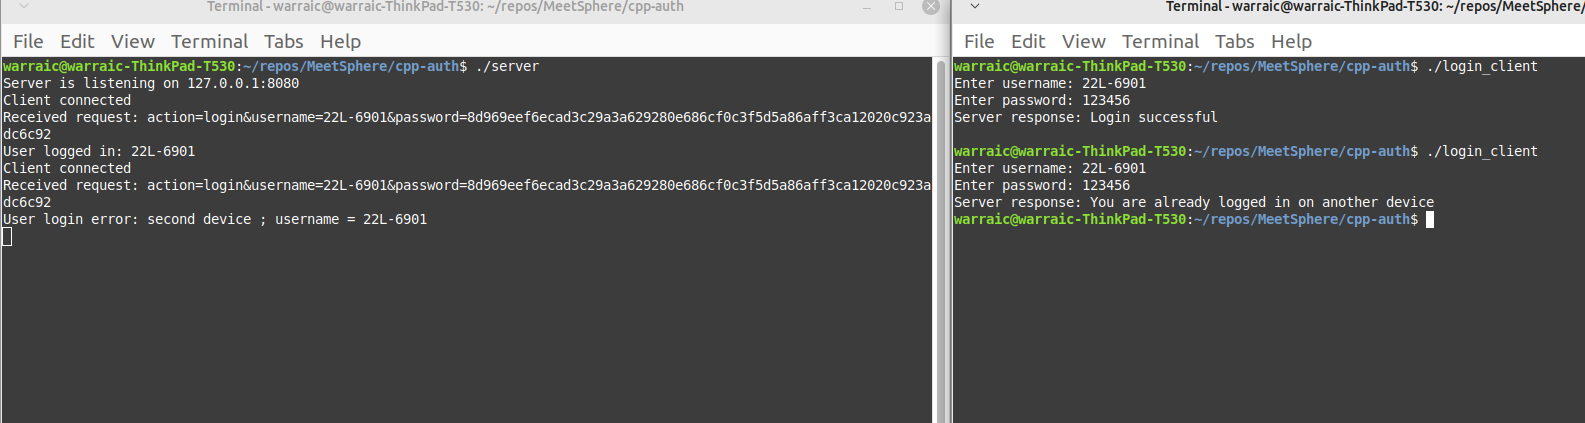 Terminal - warraic@warraic-ThinkPad-T530: ~/repos/MeetSphere/cpp-auth
File Edit View Terminal Tabs Help
warraic@warraic-ThinkPad-T530:~/repos/MeetSphere/cpp-auth$ ./server
Server is listening on 127.0.0.1:8080
Client connected
Received request: action=login&username=22L-6901&password=8d969eef6ecad3c29a3a629280e686cf0c3f5d5a86aff3ca12020c923a
dc6c92
User logged in: 22L-6901
Client connected
Received request: action=login&username=22L-6901&password=8d969eef6ecad3c29a3a629280e686cf0c3f5d5a86aff3ca12020c923a
dc6c92
User login error: second device ; username = 22L-6901
Terminal - warraic@warraic-ThinkPad-T530: ~/repos/MeetSphere/
File Edit View Terminal Tabs Help
warraic@warraic-ThinkPad-T530:~/repos/MeetSphere/cpp-auth$ ./login_client
Enter username: 22L-6901
Enter password: 123456
Server response: Login successful
warraic@warraic-ThinkPad-T530:~/repos/MeetSphere/cpp-auth$ ./login_client
Enter username: 22L-6901
Enter password: 123456
Server response: You are already logged in on another device
warraic@warraic-ThinkPad-T530:~/repos/MeetSphere/cpp-auth$